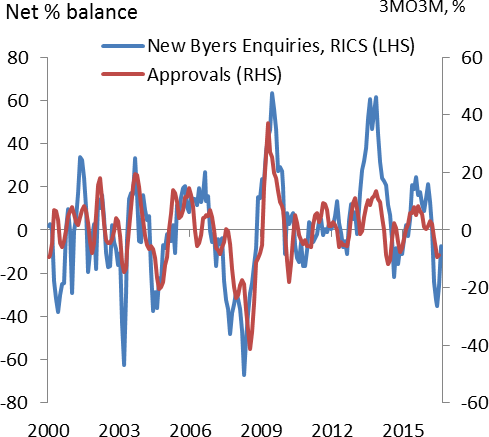 Net % balance
3MO3M, %
New Byers Enquiries, RICS (LHS)
Approvals (RHS)
80 60
60 40
40 20
20
0 0
-20 -20
-40 -40
-60
-80 -60
2000 2003 2006 2009 2012 2015